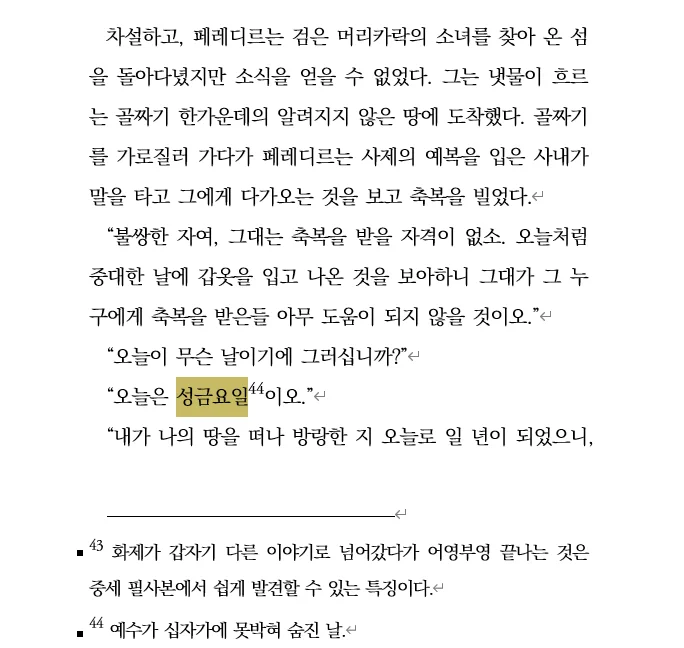 차설하고, 페레디르는 검은 머리카락의 소녀를 찾아 온 섬
을 돌아다녔지만 소식을 얻을 수 없었다. 그는 냇물이 흐르
는 골짜기 한가운데의 알려지지 않은 땅에 도착했다. 골짜기
를 가로질러 가다가 페레디르는 사제의 예복을 입은 사내가
말을 타고 그에게 다가오는 것을 보고 축복을 빌었다.↵
“불쌍한 자여, 그대는 축복을 받을 자격이 없소. 오늘처럼
중대한 날에 갑옷을 입고 나온 것을 보아하니 그대가 그 누
구에게 축복을 받은들 아무 도움이 되지 않을 것이오.”↵
“오늘이 무슨 날이기에 그러십니까?”↵
“오늘은 성금요일44이오.”↵
“내가 나의 땅을 떠나 방랑한 지 오늘로 일 년이 되었으니,
↵
43 화제가 갑자기 다른 이야기로 넘어갔다가 어영부영 끝나는 것은
중세 필사본에서 쉽게 발견할 수 있는 특징이다.↵
44 예수가 십자가에 못박혀 숨진 날.↵